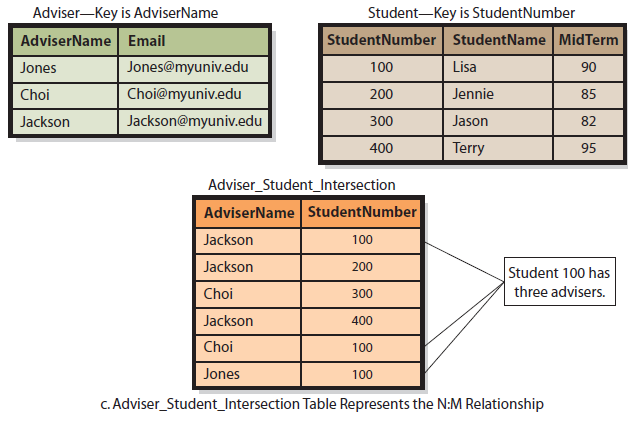 Adviser—Key is AdviserName
AdviserName Email
Jones Jones@myuniv.edu
Choi Choi@myuniv.edu
Jackson Jackson@myuniv.edu
Student—Key is StudentNumber
StudentNumber StudentName MidTerm
100 Lisa 90
200 Jennie 85
300 Jason 82
400 Terry 95
Adviser_Student_Intersection
AdviserName StudentNumber
Jackson 100
Jackson 200
Choi 300
Jackson 400
Choi 100
Jones 100
Student 100 has
three advisers.
c. Adviser_Student_Intersection Table Represents the N:M Relationship